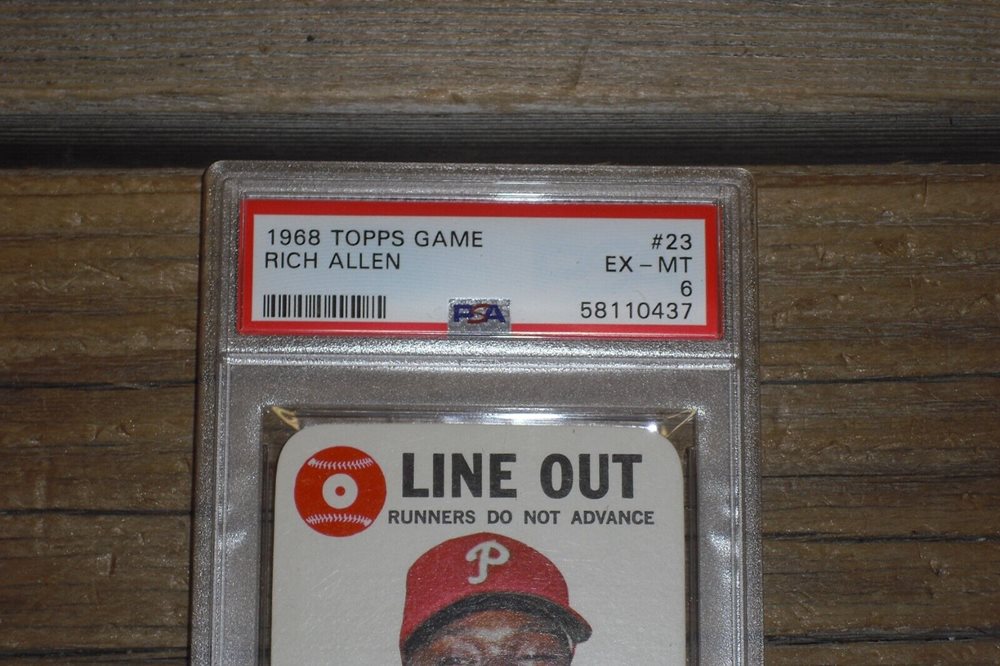 1968 TOPPS GAME #23
RICH ALLEN EX-MT
6
PSA 58110437
LINE OUT
RUNNERS DO NOT ADVANCE
P